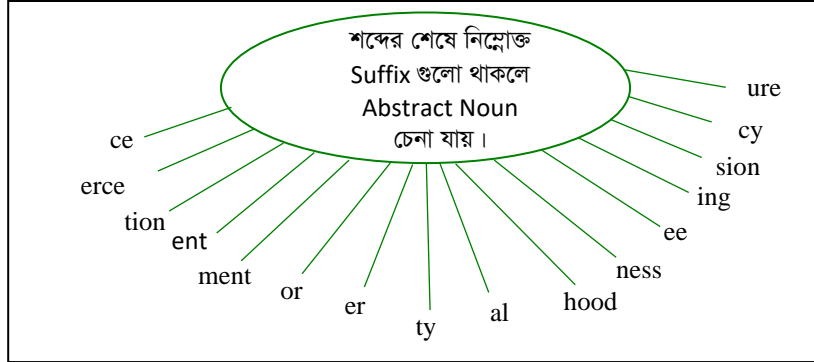 শব্দের শেষে নিম্নোক্ত
Suffix গুলো থাকলে
Abstract Noun
চেনা যায়।
ce
erce
tion
ent
ment
or
er
ty
al
hood
ness
ee
ing
sion
cy
ure